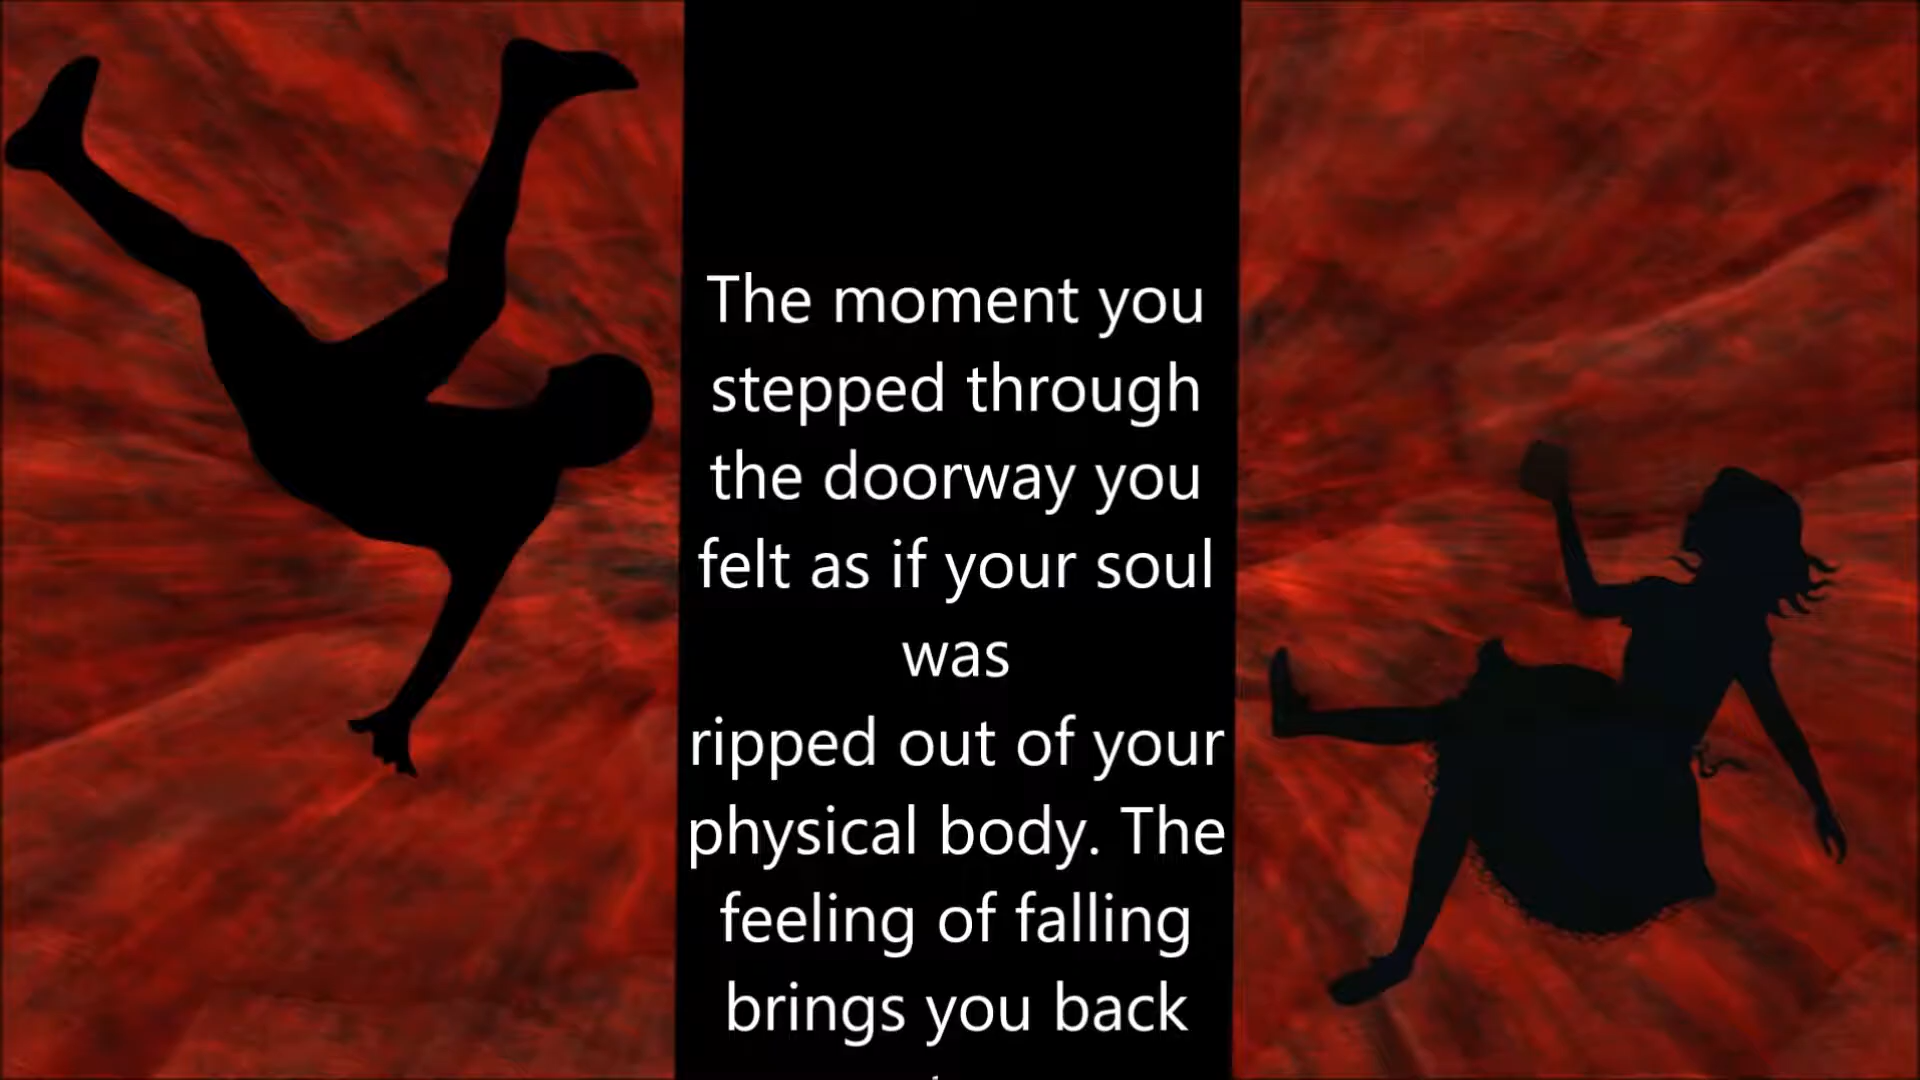 The moment you
stepped through
the doorway you
felt as if your soul
was
ripped out of your
physical body. The
feeling of falling
brings you back